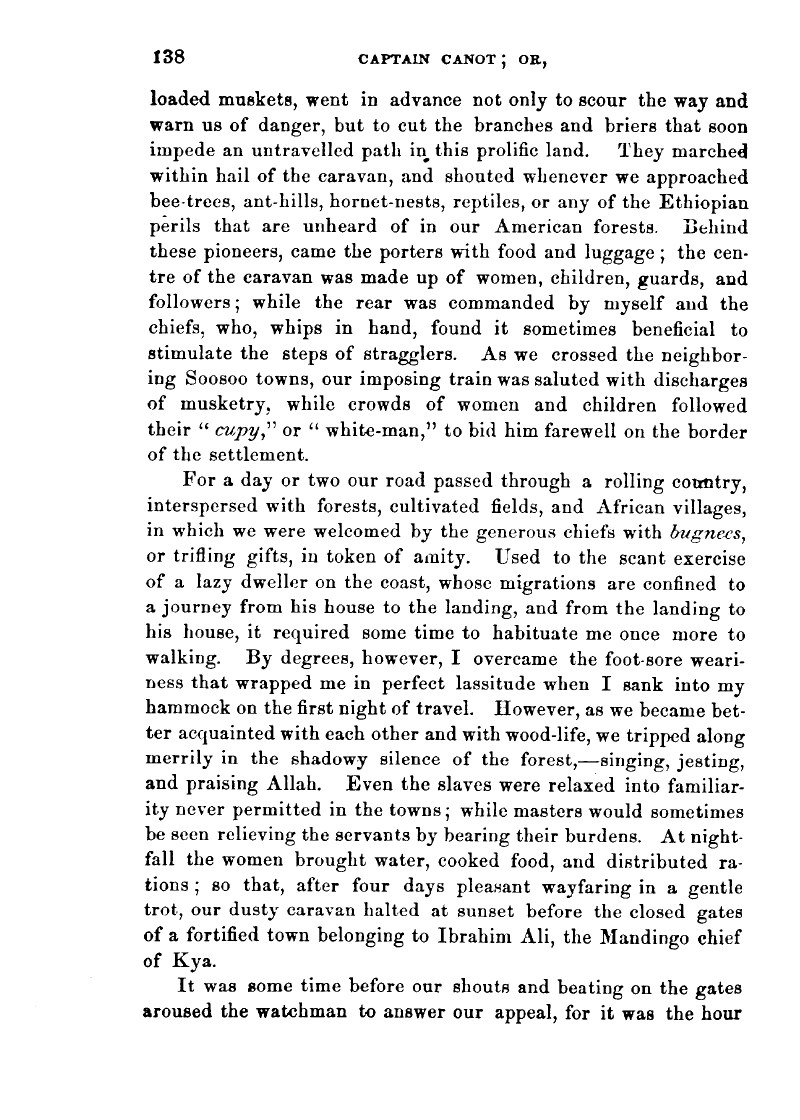 138 CAPTAIN CANOT; OR,
loaded muskets, went in advance not only to scour the way and
warn us of danger, but to cut the branches and briers that soon
impede an untravelled path in this prolific land. They marched
within hail of the caravan, and shouted whenever we approached
bee-trees, ant-hills, hornet-nests, reptiles, or any of the Ethiopian
perils that are unheard of in our American forests. Behind
these pioneers, came the porters with food and luggage; the cen-
tre of the caravan was made up of women, children, guards, and
followers; while the rear was commanded by myself and the
chiefs, who, whips in hand, found it sometimes beneficial to
stimulate the steps of stragglers. As we crossed the neighbor-
ing Soosoo towns, our imposing train was saluted with discharges
of musketry, while crowds of women and children followed
their "cupy," or "white-man," to bid him farewell on the border
of the settlement.
For a day or two our road passed through a rolling country,
interspersed with forests, cultivated fields, and African villages,
in which we were welcomed by the generous chiefs with bugnees,
or trifling gifts, in token of amity. Used to the scant exercise
of a lazy dweller on the coast, whose migrations are confined to
a journey from his house to the landing, and from the landing to
his house, it required some time to habituate me once more to
walking. By degrees, however, I overcame the foot-sore weari-
ness that wrapped me in perfect lassitude when I sank into my
hammock on the first night of travel. However, as we became bet-
ter acquainted with each other and with wood-life, we tripped along
merrily in the shadowy silence of the forest,—singing, jesting,
and praising Allah. Even the slaves were relaxed into familiar-
ity never permitted in the towns; while masters would sometimes
be seen relieving the servants by bearing their burdens. At night-
fall the women brought water, cooked food, and distributed ra-
tions; so that, after four days pleasant wayfaring in a gentle
trot, our dusty caravan halted at sunset before the closed gates
of a fortified town belonging to Ibrahim Ali, the Mandingo chief
of Kya.
It was some time before our shouts and beating on the gates
aroused the watchman to answer our appeal, for it was the hour